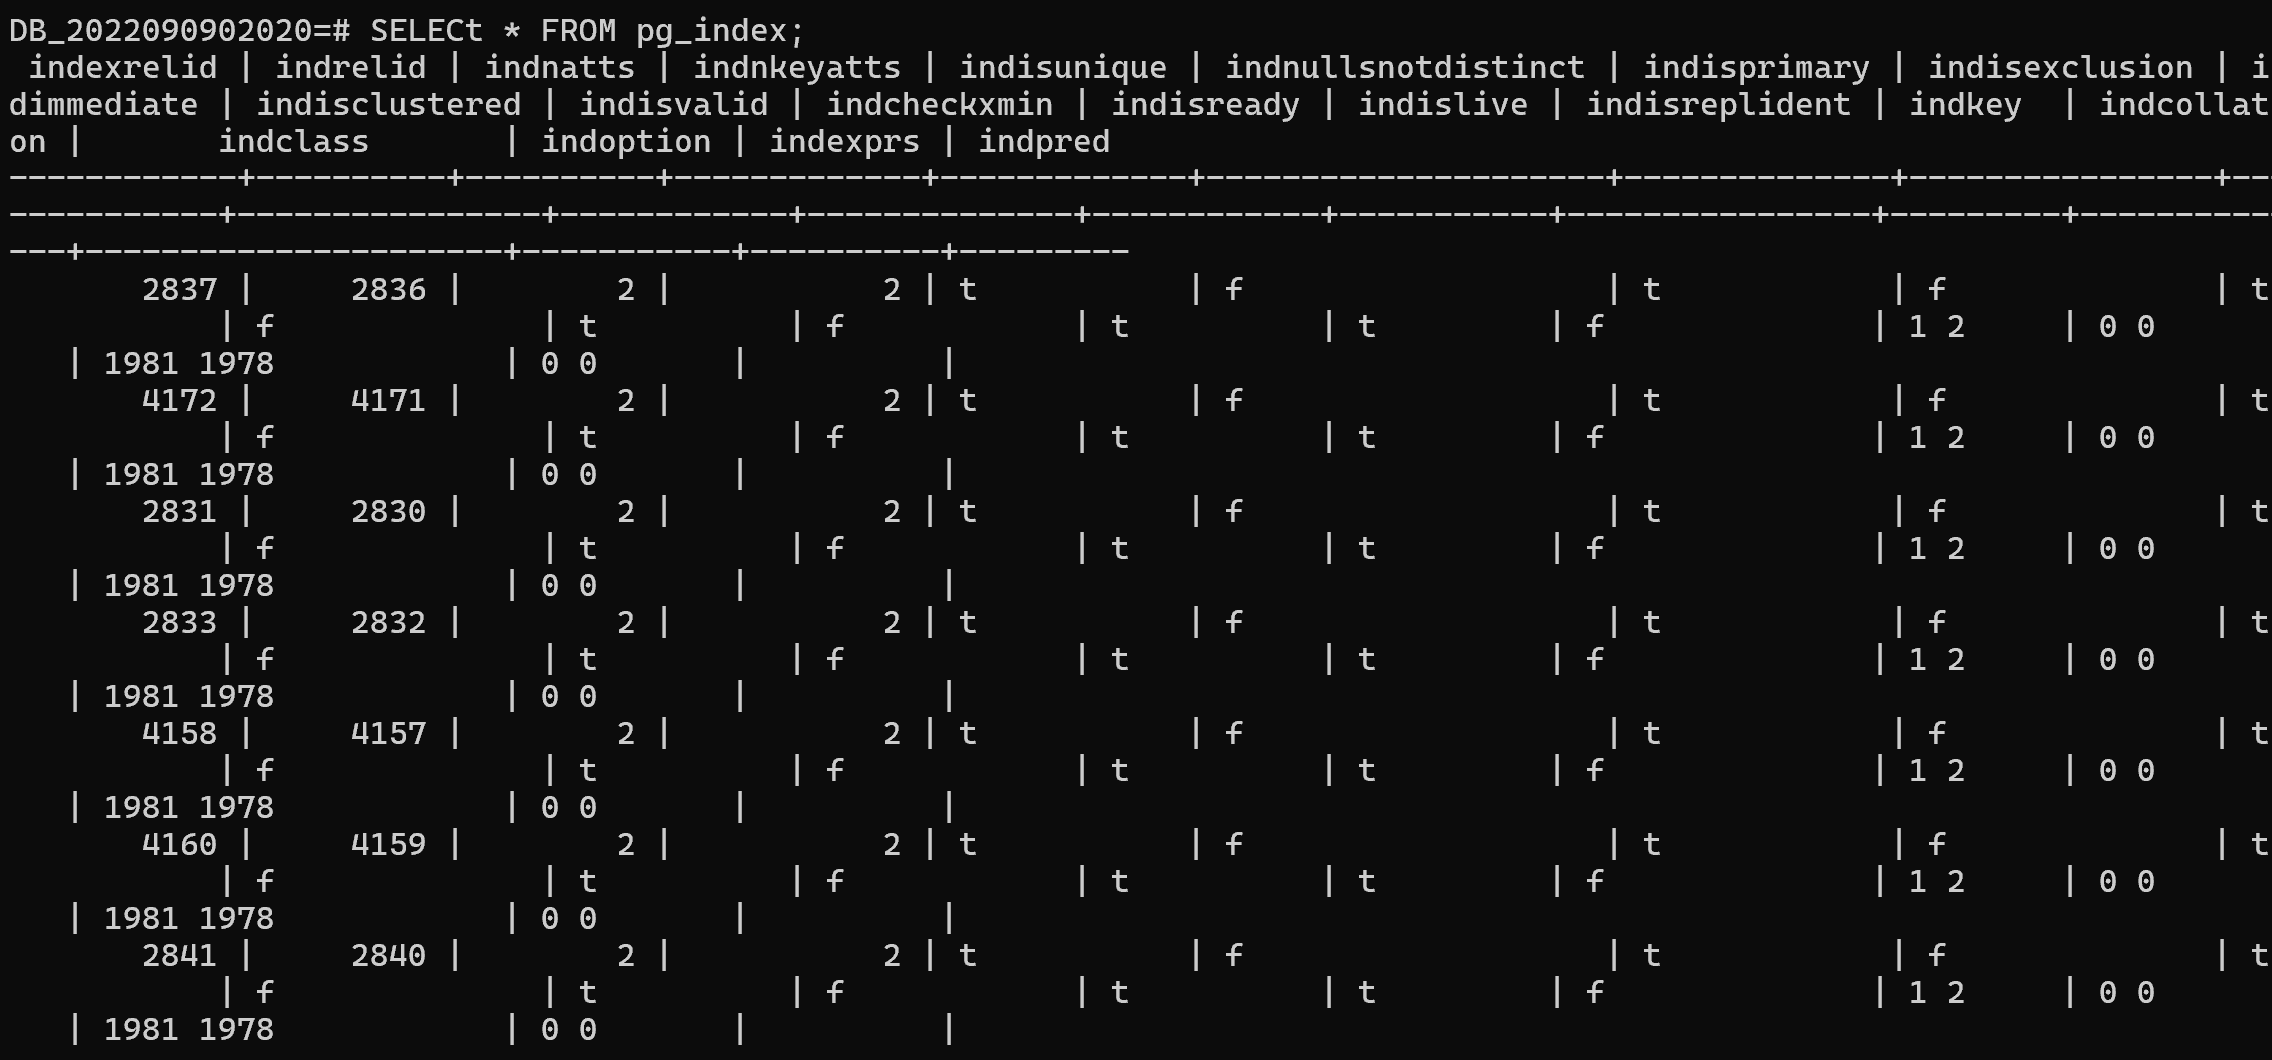 DB_2022090902020=# SELECt * FROM pg_index;
 indexrelid | indrelid | indnatts | indnkeyatts | indisunique | indnullsnotdistinct | indisprimary | indisexclusion | i
dimmediate | indisclustered | indisvalid | indcheckxmin | indisready | indislive | indisreplident | indkey  | indcollat
on |       indclass       | indoption | indexprs | indpred
------------+----------+----------+-------------+-------------+---------------------+--------------+----------------+--
-----------+----------------+------------+--------------+------------+-----------+----------------+---------+----------
---+----------------------+-----------+----------+---------
       2837 |     2836 |        2 |           2 | t           | f                   | t            | f              | t
           | f              | t          | f            | t          | t         | f              | 1 2     | 0 0
   | 1981 1978            | 0 0       |          |
       4172 |     4171 |        2 |           2 | t           | f                   | t            | f              | t
           | f              | t          | f            | t          | t         | f              | 1 2     | 0 0
   | 1981 1978            | 0 0       |          |
       2831 |     2830 |        2 |           2 | t           | f                   | t            | f              | t
           | f              | t          | f            | t          | t         | f              | 1 2     | 0 0
   | 1981 1978            | 0 0       |          |
       2833 |     2832 |        2 |           2 | t           | f                   | t            | f              | t
           | f              | t          | f            | t          | t         | f              | 1 2     | 0 0
   | 1981 1978            | 0 0       |          |
       4158 |     4157 |        2 |           2 | t           | f                   | t            | f              | t
           | f              | t          | f            | t          | t         | f              | 1 2     | 0 0
   | 1981 1978            | 0 0       |          |
       4160 |     4159 |        2 |           2 | t           | f                   | t            | f              | t
           | f              | t          | f            | t          | t         | f              | 1 2     | 0 0
   | 1981 1978            | 0 0       |          |
       2841 |     2840 |        2 |           2 | t           | f                   | t            | f              | t
           | f              | t          | f            | t          | t         | f              | 1 2     | 0 0
   | 1981 1978            | 0 0       |          |